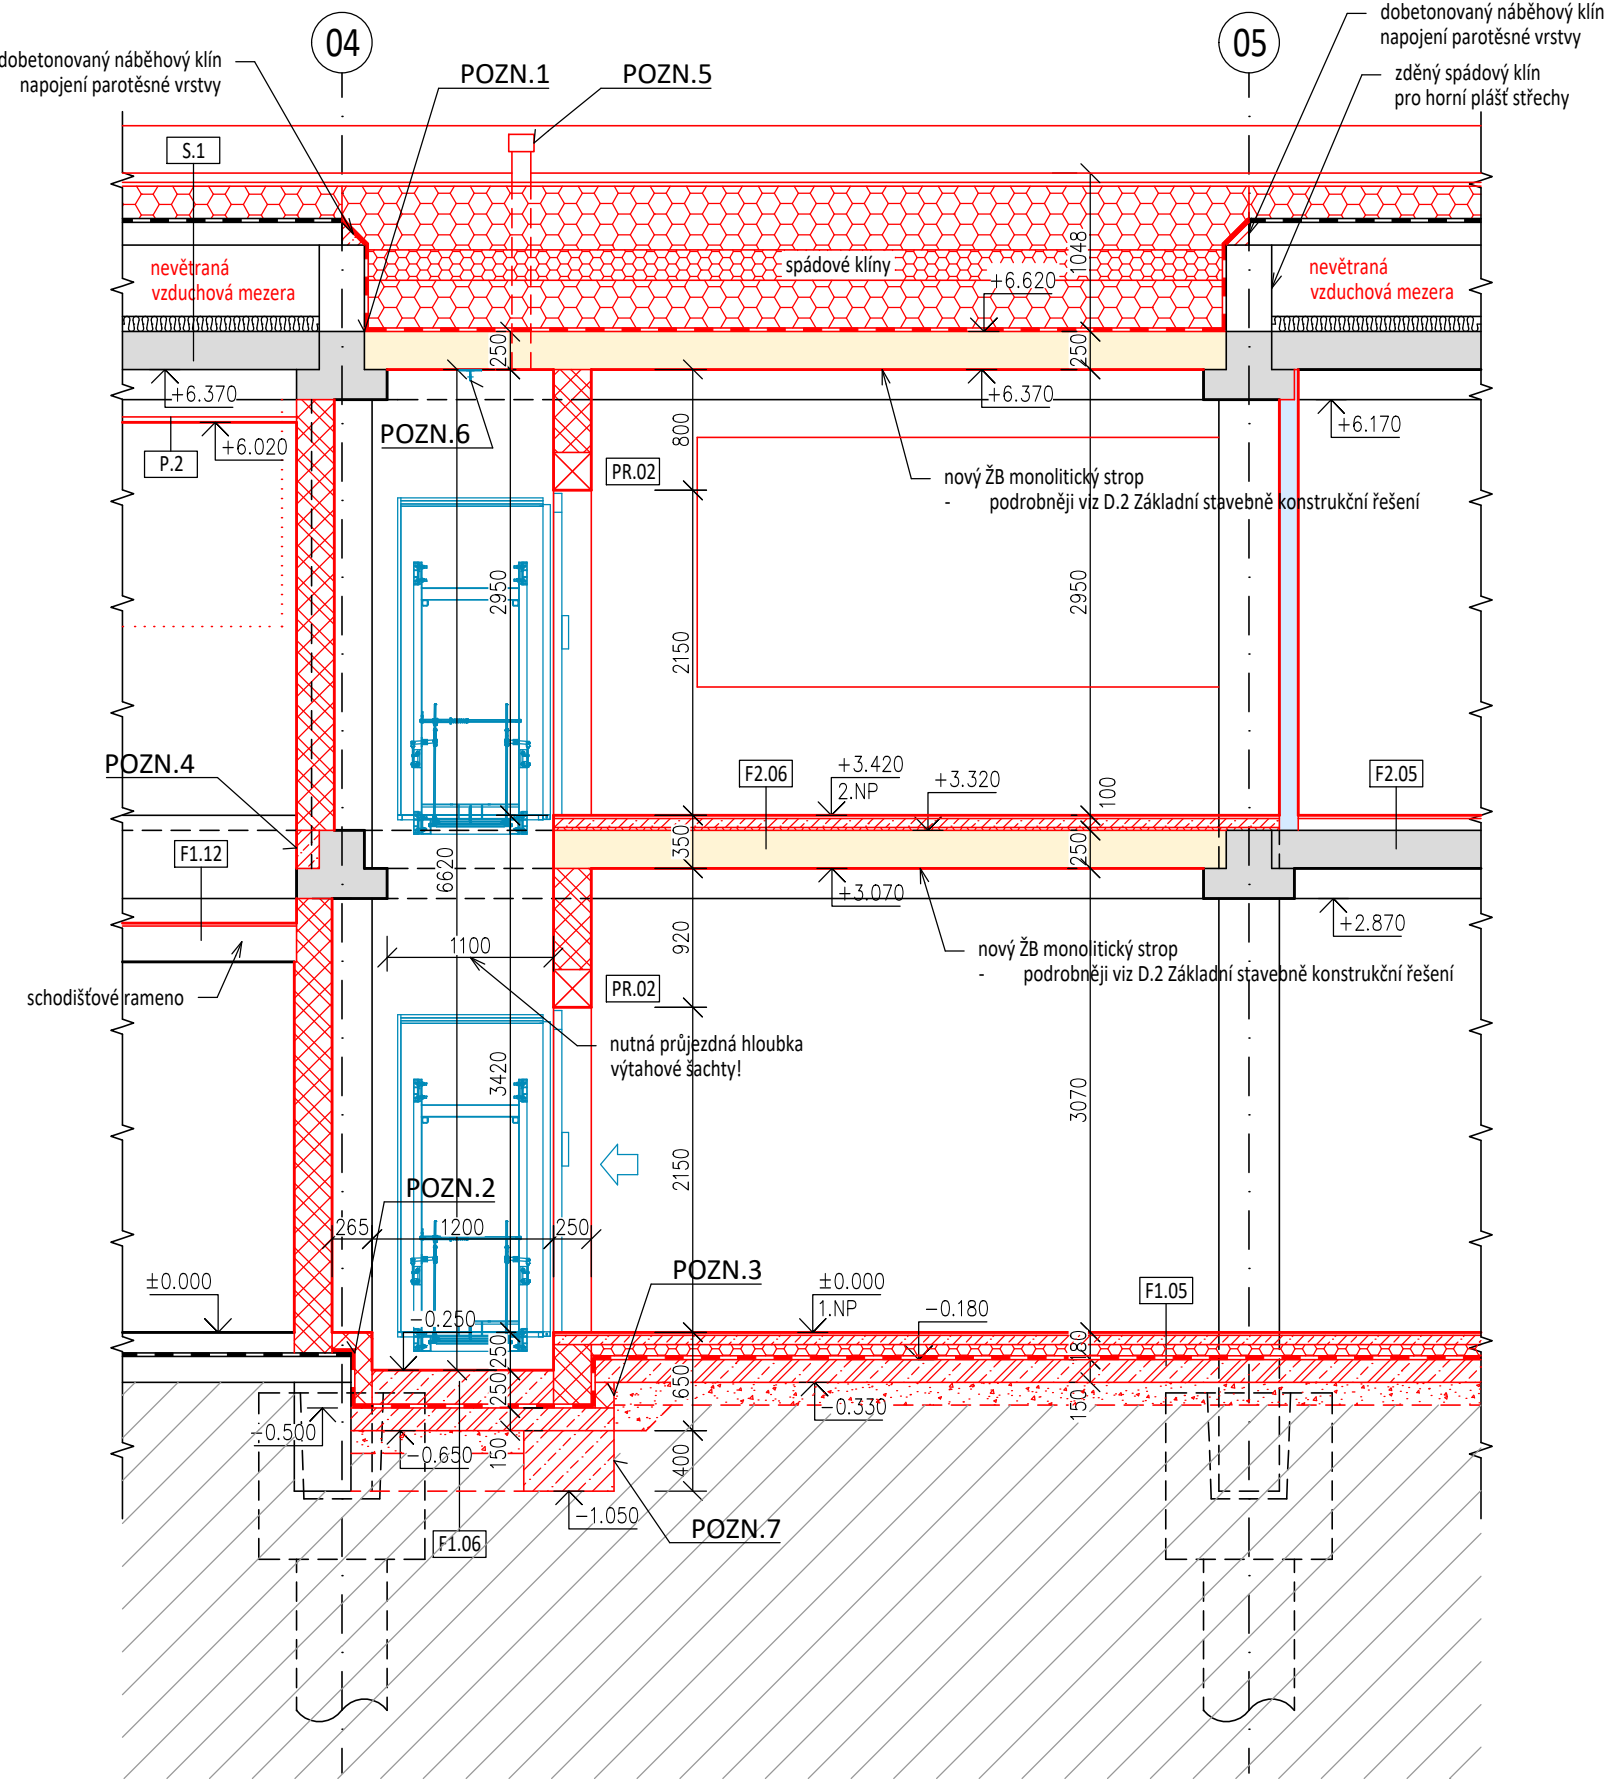 dobetonovaný náběhový klín
napojení parotěsné vrstvy
04
POZN.1
POZN.5
05
dobetonovaný náběhový klín
napojení parotěsné vrstvy
zděný spádový klín
pro horní plášť střechy
S.1
nevětraná
vzduchová mezera
spádové klíny
1048
+6.620
nevětraná
vzduchová mezera
250
250
+6.370
+6.370
+6.170
+6.020
P.2
POZN.6
800
PR.02
nový ŽB monolitický strop
- podrobněji viz D.2 Základní stavebně konstrukční řešení
2950
2950
2150
POZN.4
F2.06
+3.420
2.NP
+3.320
100
F2.05
F1.12
350
250
6620
+3.070
+2.870
920
1100
nový ŽB monolitický strop
- podrobněji viz D.2 Základní stavebně konstrukční řešení
PR.02
schodišťové rameno
nutná průjezdná hloubka
výtahové šachty!
3420
3070
2150
POZN.2
265
1200
250
POZN.3
±0.000
±0.000
1.NP
-0.180
F1.05
-0.250
250
180
250
650
-0.330
150
-0.500
-0.650
150
400
-1.050
POZN.7
F1.06